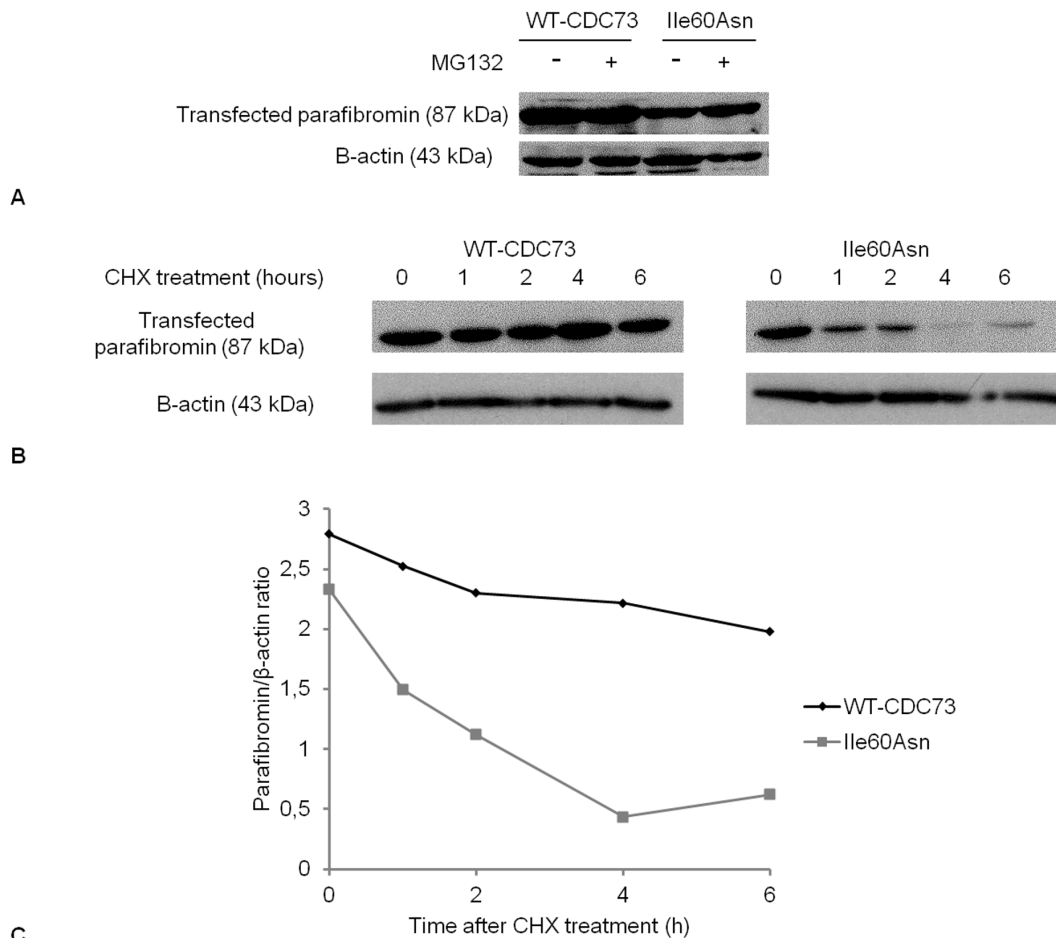 WT-CDC73 Ile60Asn
MG132 - + - +
Transfected parafibromin (87 kDa)
B-actin (43 kDa)
A
WT-CDC73 Ile60Asn
CHX treatment (hours) 0 1 2 4 6 0 1 2 4 6
Transfected
parafibromin (87 kDa)
B-actin (43 kDa)
B
3
2,5
2
1,5
1
0,5
0
Parafibromin/β-actin ratio
0 2 4 6
Time after CHX treatment (h)
WT-CDC73
Ile60Asn
C